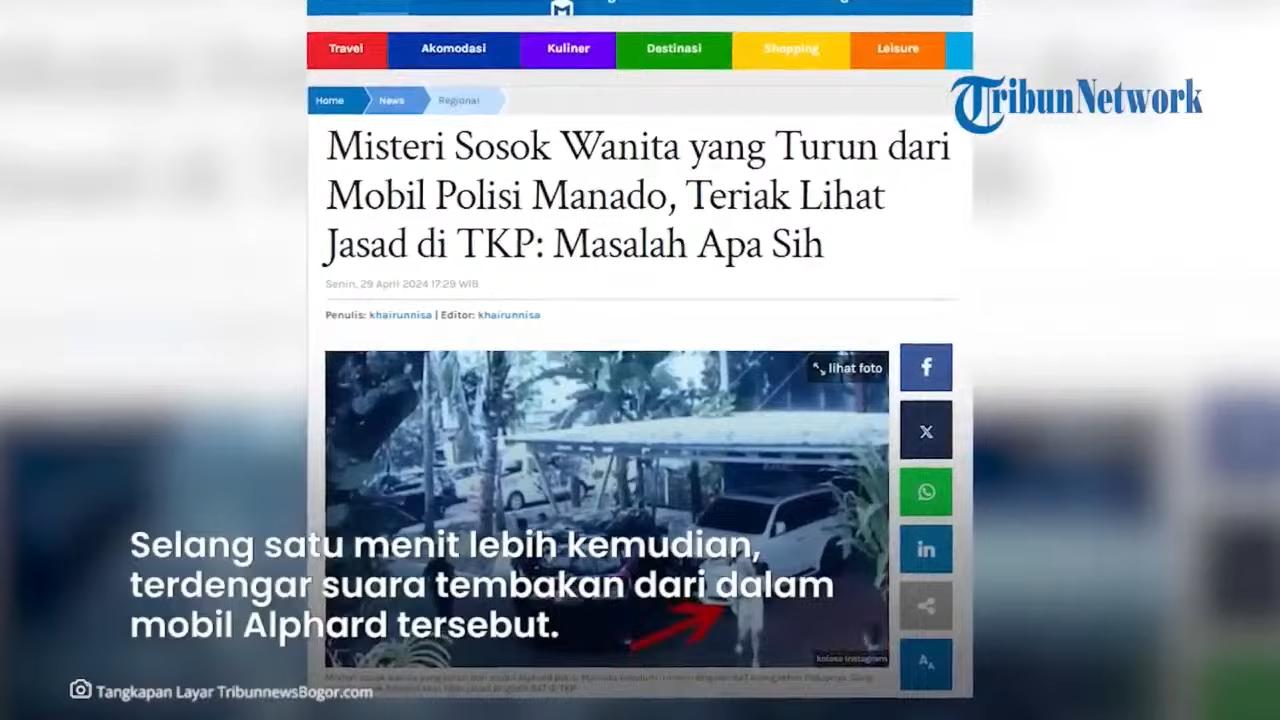 Travel
Akomodasi
Kuliner
Destinasi
Shopping
Leisure
Home
News
Regional
TribunNetwork
Misteri Sosok Wanita yang Turun dari
Mobil Polisi Manado, Teriak Lihat
Jasad di TKP: Masalah Apa Sih
Senin, 29 April 2024 17:29 WIB
Penulis: khairunnisa | Editor: khairunnisa
lihat foto
Selang satu menit lebih kemudian,
terdengar suara tembakan dari dalam
mobil Alphard tersebut.
kolase instagram
Tangkapan Layar TribunnewsBogor.com